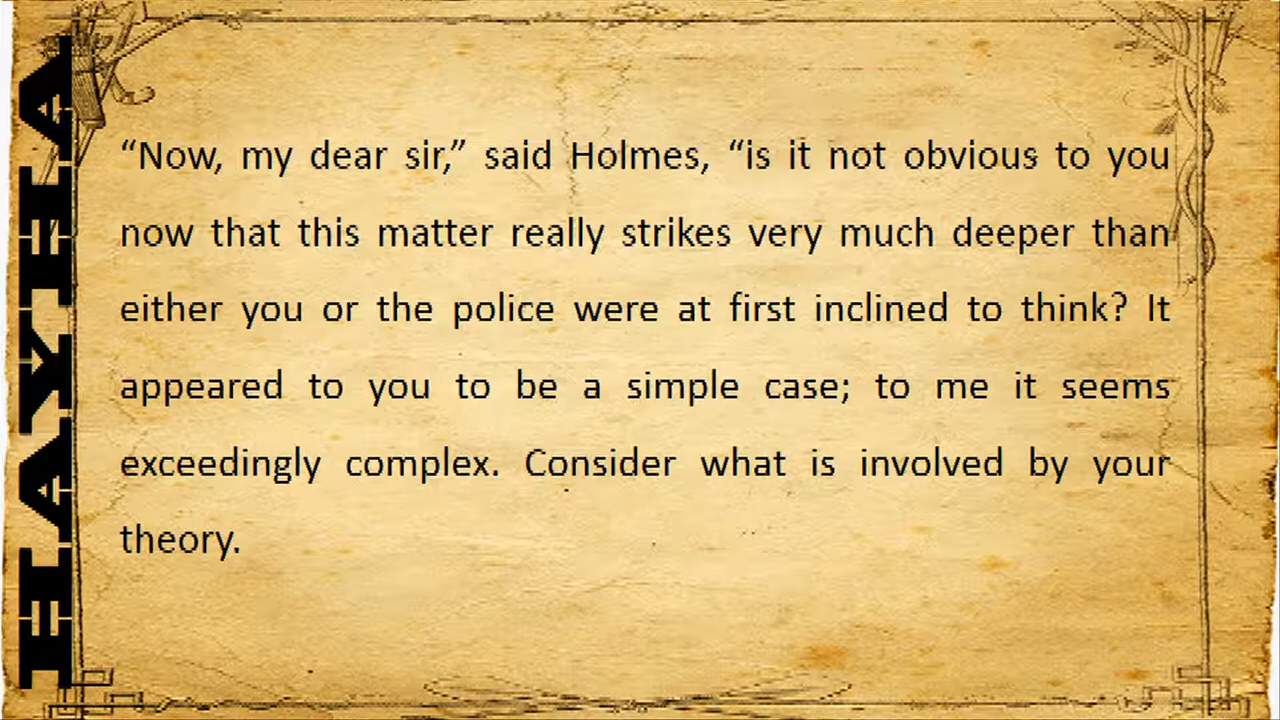 HAYHA
“Now, my dear sir,” said Holmes, “is it not obvious to you
now that this matter really strikes very much deeper than
either you or the police were at first inclined to think? It
appeared to you to be a simple case; to me it seems
exceedingly complex. Consider what is involved by your
theory.